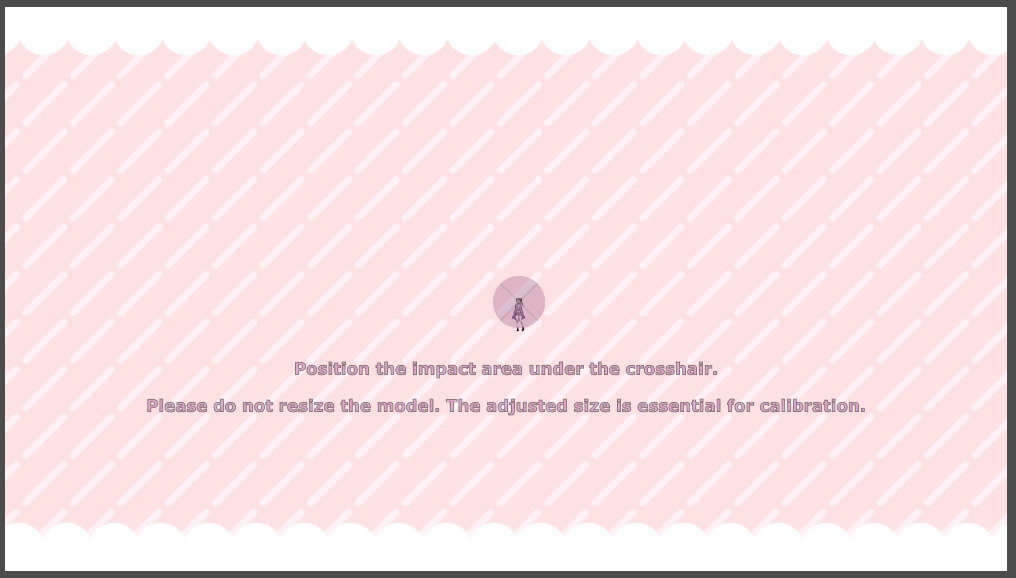 Position the impact area under the crosshair.
Please do not resize the model. The adjusted size is essential for calibration.